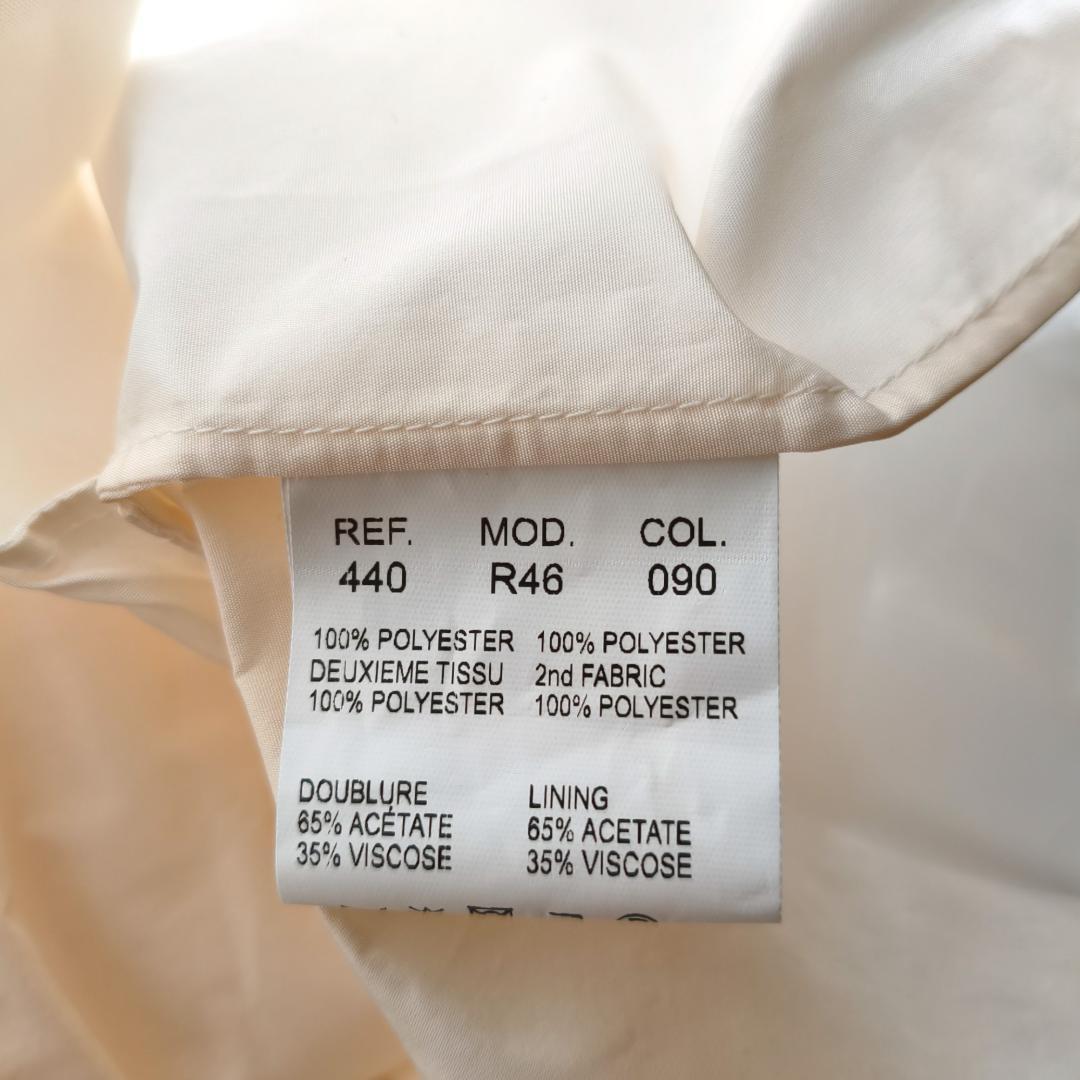 REF. MOD. COL.
440 R46 090
100% POLYESTER 100% POLYESTER
DEUXIEME TISSU 2nd FABRIC
100% POLYESTER 100% POLYESTER
DOUBLURE LINING
65% ACÉTATE 65% ACETATE
35% VISCOSE 35% VISCOSE